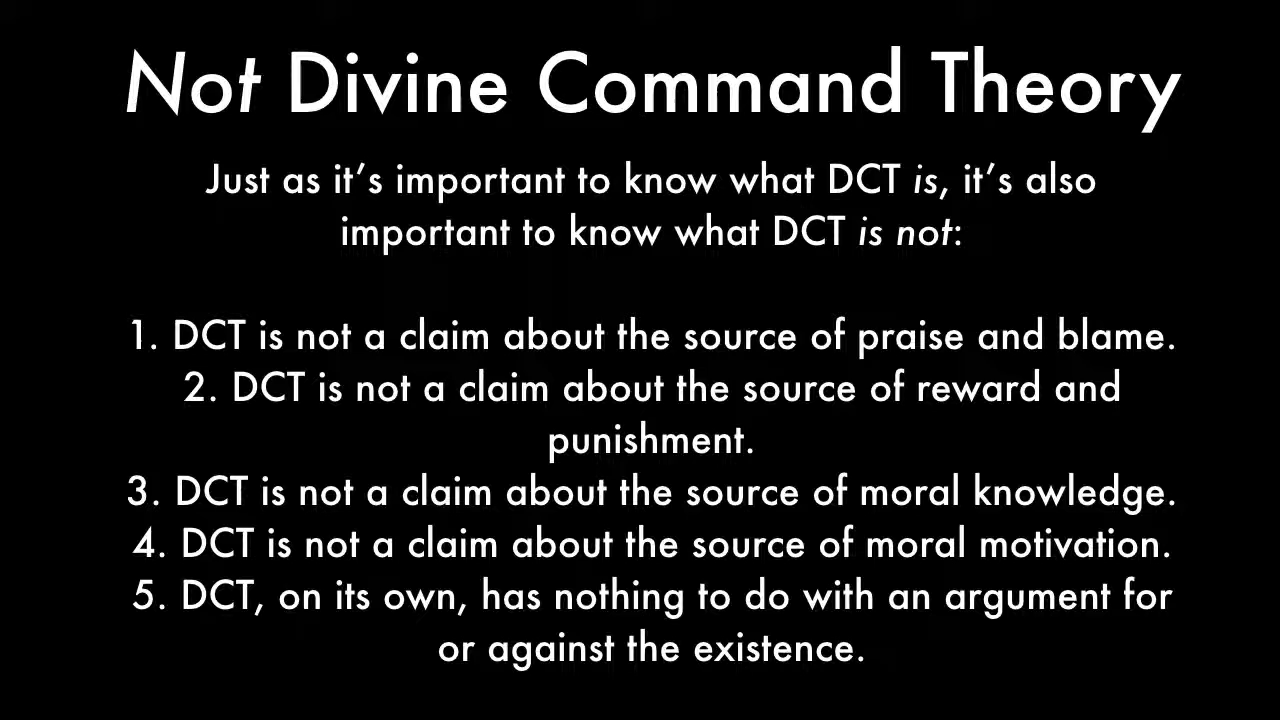 Not Divine Command Theory
Just as it’s important to know what DCT is, it’s also
important to know what DCT is not:
1. DCT is not a claim about the source of praise and blame.
2. DCT is not a claim about the source of reward and
punishment.
3. DCT is not a claim about the source of moral knowledge.
4. DCT is not a claim about the source of moral motivation.
5. DCT, on its own, has nothing to do with an argument for
or against the existence.